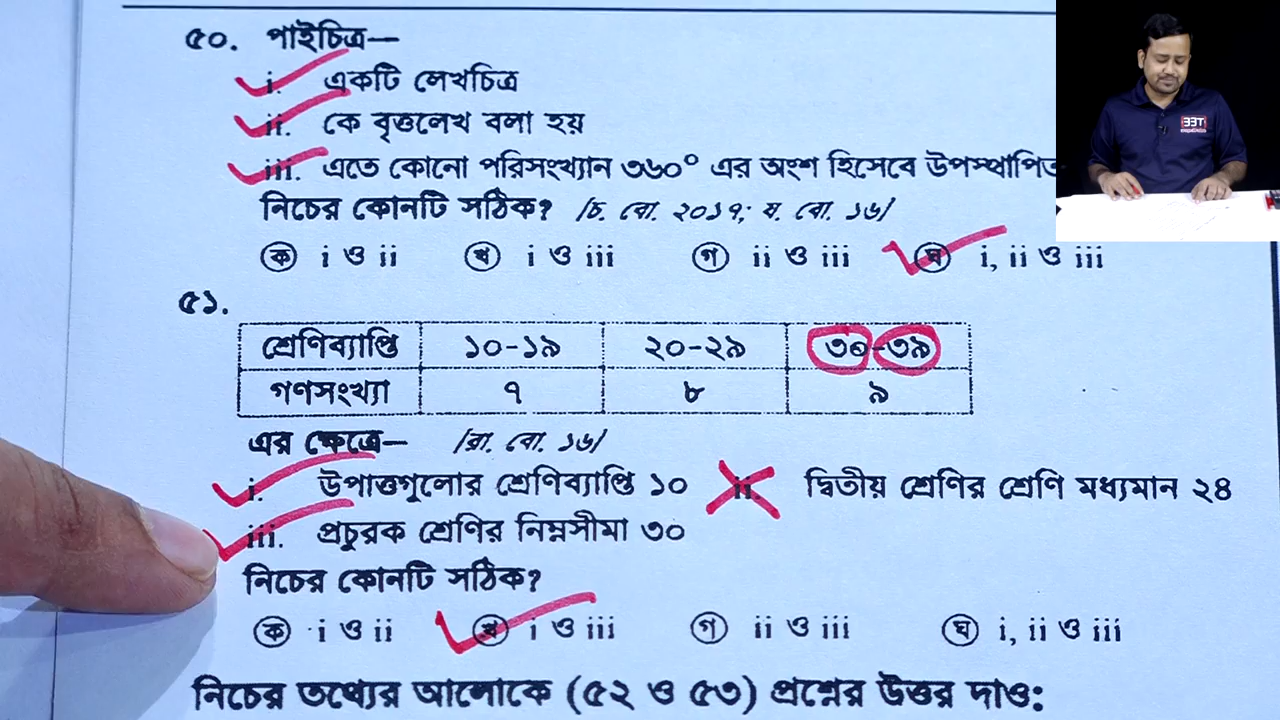 ৫০. পাইচিত্র—
i. একটি লেখচিত্র
ii. কে বৃত্তলেখ বলা হয়
iii. এতে কোনো পরিসংখ্যান ৩৬০° এর অংশ হিসেবে উপস্থাপিত
নিচের কোনটি সঠিক? [চ. বো. ২০১৭; য. বো. ১৬]
ক i ও ii খ i ও iii গ ii ও iii ঘ i, ii ও iii
৫১.
শ্রেণিব্যাপ্তি ১০-১৯ ২০-২৯ ৩০-৩৯
গণসংখ্যা ৭ ৮ ৯
এর ক্ষেত্রে— [রা. বো. ১৬]
i. উপাত্তগুলোর শ্রেণিব্যাপ্তি ১০ ii. দ্বিতীয় শ্রেণির শ্রেণি মধ্যমান ২৪
iii. প্রচুরক শ্রেণির নিম্নসীমা ৩০
নিচের কোনটি সঠিক?
ক i ও ii খ i ও iii গ ii ও iii ঘ i, ii ও iii
নিচের তথ্যের আলোকে (৫২ ও ৫৩) প্রশ্নের উত্তর দাও: